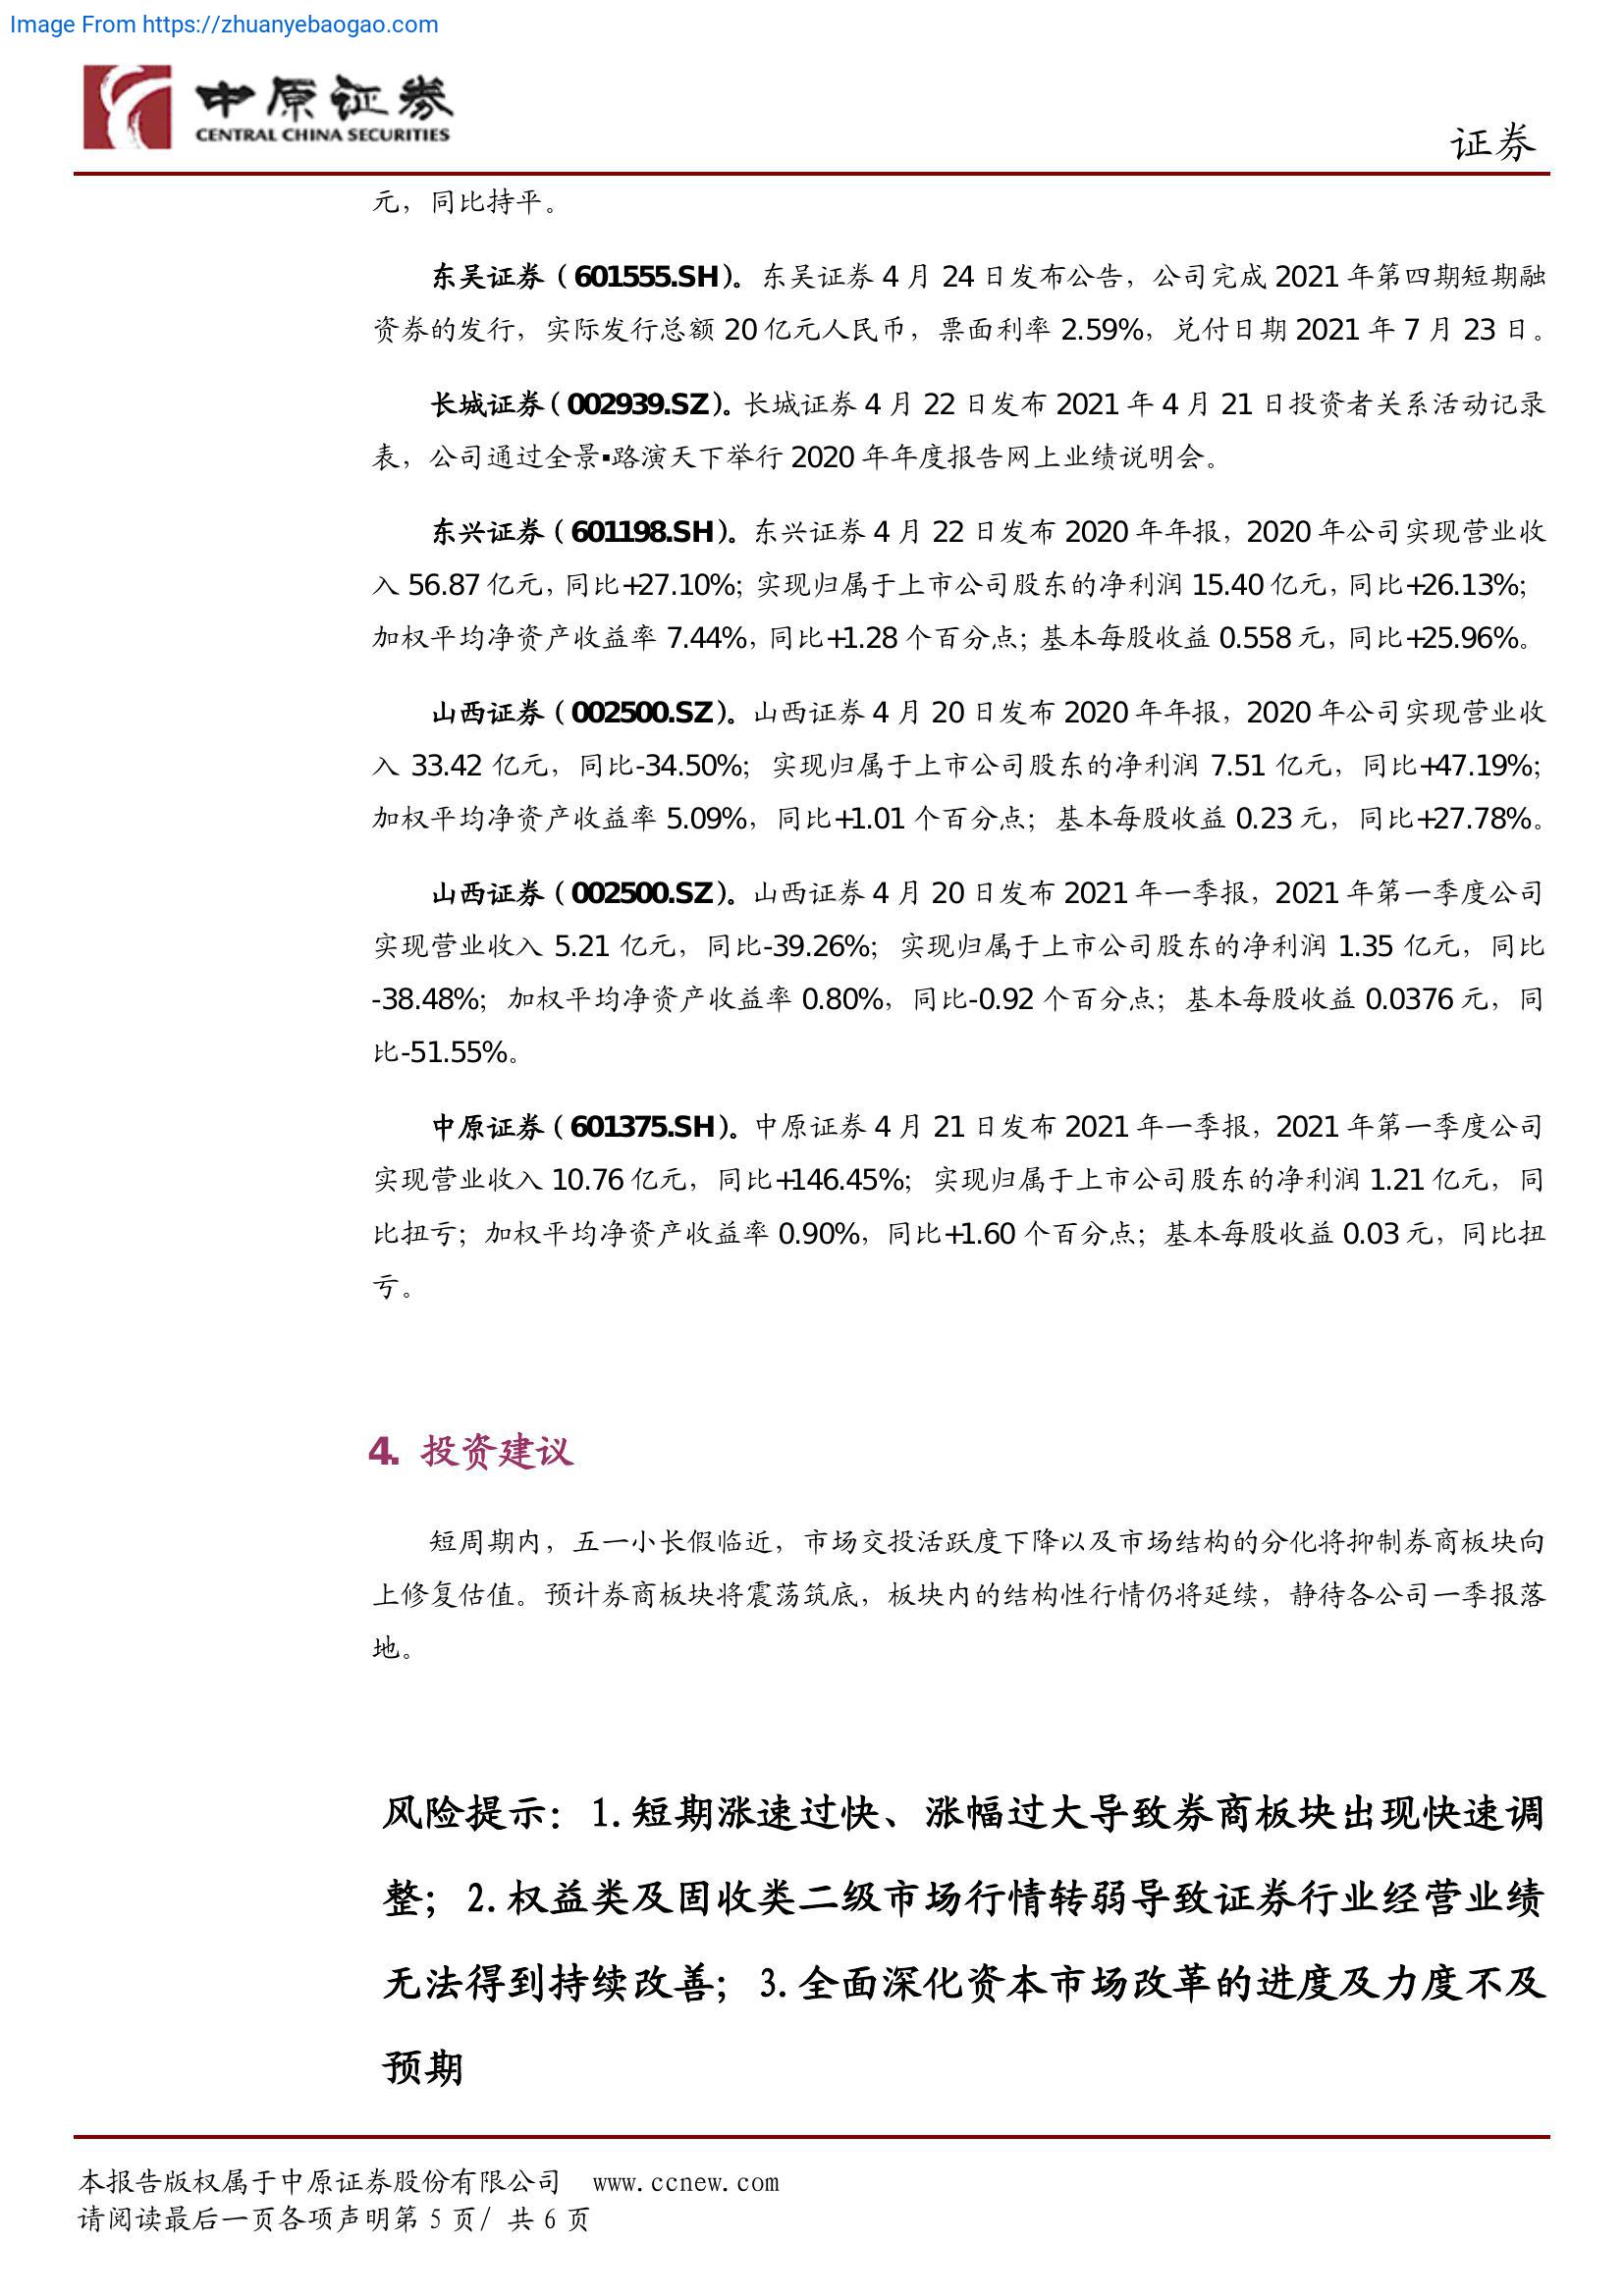 Image From https://zhuanyebaogao.com
中原证券
CENTRAL CHINA SECURITIES
证券
元，同比持平。
东吴证券（601555.SH）。东吴证券 4 月 24 日发布公告，公司完成 2021 年第四期短期融
资券的发行，实际发行总额 20 亿元人民币，票面利率 2.59%，兑付日期 2021 年 7 月 23 日。
长城证券（002939.SZ）。长城证券 4 月 22 日发布 2021 年 4 月 21 日投资者关系活动记录
表，公司通过全景▪路演天下举行 2020 年年度报告网上业绩说明会。
东兴证券（601198.SH）。东兴证券 4 月 22 日发布 2020 年年报，2020 年公司实现营业收
入 56.87 亿元，同比+27.10%；实现归属于上市公司股东的净利润 15.40 亿元，同比+26.13%；
加权平均净资产收益率 7.44%，同比+1.28 个百分点；基本每股收益 0.558 元，同比+25.96%。
山西证券（002500.SZ）。山西证券 4 月 20 日发布 2020 年年报，2020 年公司实现营业收
入 33.42 亿元，同比-34.50%；实现归属于上市公司股东的净利润 7.51 亿元，同比+47.19%；
加权平均净资产收益率 5.09%，同比+1.01 个百分点；基本每股收益 0.23 元，同比+27.78%。
山西证券（002500.SZ）。山西证券 4 月 20 日发布 2021 年一季报，2021 年第一季度公司
实现营业收入 5.21 亿元，同比-39.26%；实现归属于上市公司股东的净利润 1.35 亿元，同比
-38.48%；加权平均净资产收益率 0.80%，同比-0.92 个百分点；基本每股收益 0.0376 元，同
比-51.55%。
中原证券（601375.SH）。中原证券 4 月 21 日发布 2021 年一季报，2021 年第一季度公司
实现营业收入 10.76 亿元，同比+146.45%；实现归属于上市公司股东的净利润 1.21 亿元，同
比扭亏；加权平均净资产收益率 0.90%，同比+1.60 个百分点；基本每股收益 0.03 元，同比扭
亏。
4. 投资建议
短周期内，五一小长假临近，市场交投活跃度下降以及市场结构的分化将抑制券商板块向
上修复估值。预计券商板块将震荡筑底，板块内的结构性行情仍将延续，静待各公司一季报落
地。
风险提示：1.短期涨速过快、涨幅过大导致券商板块出现快速调
整；2.权益类及固收类二级市场行情转弱导致证券行业经营业绩
无法得到持续改善；3.全面深化资本市场改革的进度及力度不及
预期
本报告版权属于中原证券股份有限公司 www.ccnew.com
请阅读最后一页各项声明第 5 页/ 共 6 页